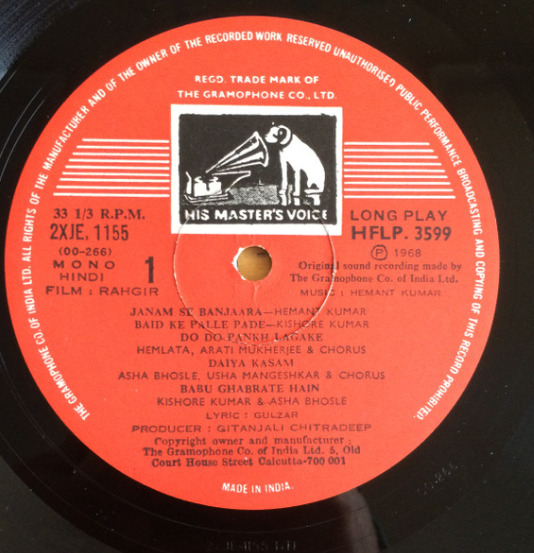 THE GRAMOPHONE CO. OF INDIA LTD. ALL RIGHTS OF THE MANUFACTURER AND OF THE OWNER OF THE RECORDED WORK RESERVED UNAUTHORISED PUBLIC PERFORMANCE BROADCASTING AND COPYING OF THIS RECORD PROHIBITED.
REGD. TRADE MARK OF
THE GRAMOPHONE CO., LTD.
HIS MASTER'S VOICE
33 1/3 R.P.M.
2XJE. 1155
(OO-266)
MONO
HINDI
FILM : RAHGIR
1
LONG PLAY
HFLP. 3599
Ⓟ 1968
Original sound recording made by
The Gramophone Co. of India Ltd.
MUSIC : HEMANT KUMAR
JANAM SE BANJAARA—HEMANT KUMAR
BAID KE PALLE PADE—KISHORE KUMAR
DO DO PANKH LAGAKE
HEMLATA, ARATI MUKHERJEE & CHORUS
DAIYA KASAM
ASHA BHOSLE, USHA MANGESHKAR & CHORUS
BABU GHABRATE HAIN
KISHORE KUMAR & ASHA BHOSLE
LYRIC : GULZAR
PRODUCER : GITANJALI CHITRADEEP
Copyright owner and manufacturer :
The Gramophone Co. of India Ltd. 5, Old
Court House Street Calcutta-700 001
MADE IN INDIA.